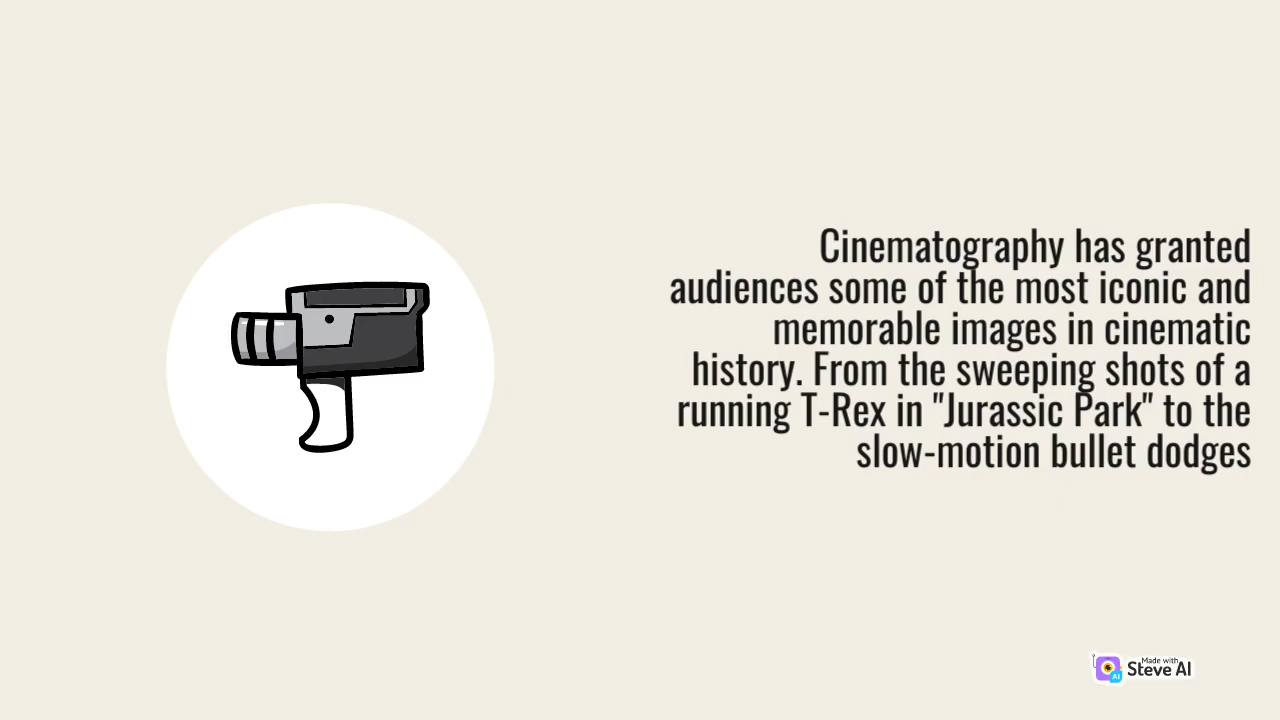 Cinematography has granted
audiences some of the most iconic and
memorable images in cinematic
history. From the sweeping shots of a
running T-Rex in "Jurassic Park" to the
slow-motion bullet dodges
Made with
Steve AI
AI